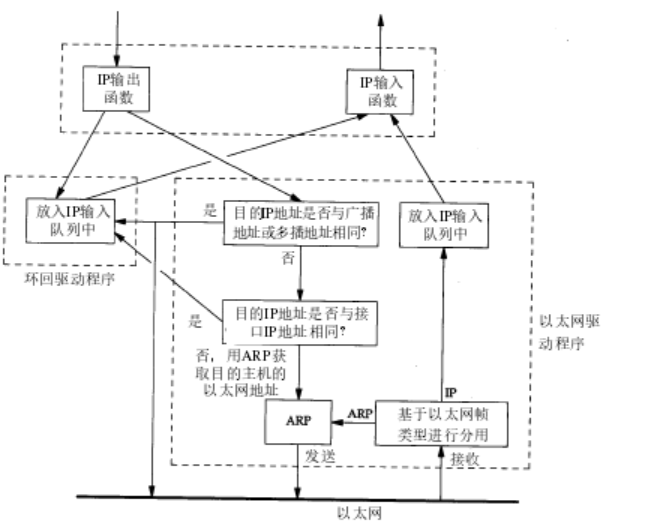 IP输出
函数
IP输入
函数
放入IP输入
队列中
环回驱动程序
是
目的IP地址是否与广播
地址或多播地址相同?
放入IP输入
队列中
否
是
目的IP地址是否与接
口IP地址相同?
以太网驱
动程序
否，用ARP获
取目的主机的
以太网地址
ARP
ARP
IP
基于以太网帧
类型进行分用
发送
接收
以太网